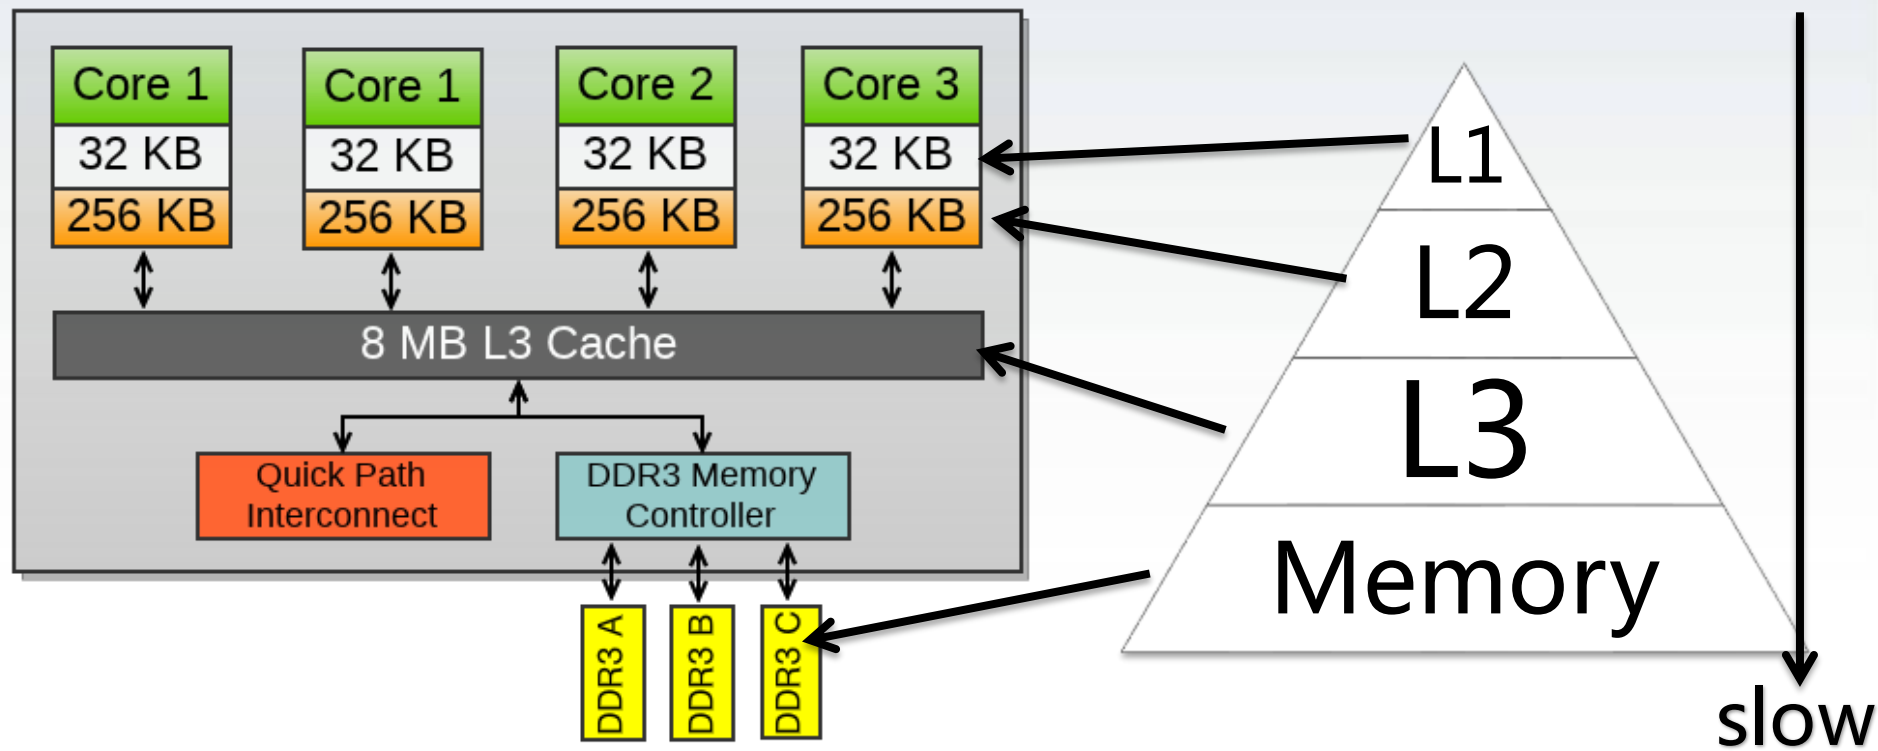 Core 1
32 KB
256 KB
Core 1
32 KB
256 KB
Core 2
32 KB
256 KB
Core 3
32 KB
256 KB
8 MB L3 Cache
Quick Path
Interconnect
DDR3 Memory
Controller
DDR3 A
DDR3 B
DDR3 C
L1
L2
L3
Memory
slow